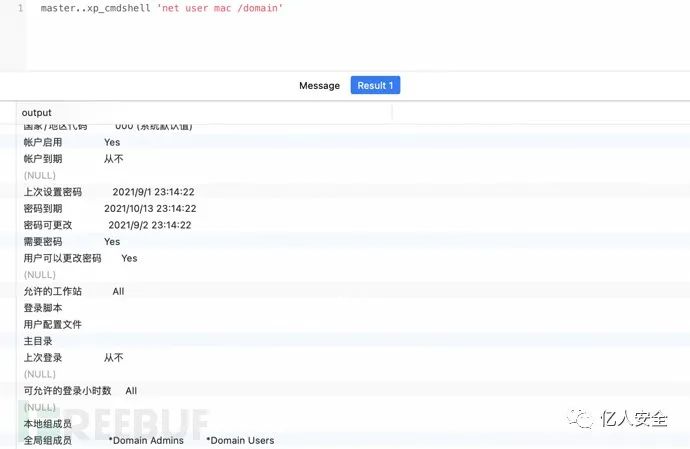 1 master..xp_cmdshell 'net user mac /domain'
Message Result 1
output
国家/地区代码 000 (系统默认值)
帐户启用 Yes
帐户到期 从不
(NULL)
上次设置密码 2021/9/1 23:14:22
密码到期 2021/10/13 23:14:22
密码可更改 2021/9/2 23:14:22
需要密码 Yes
用户可以更改密码 Yes
(NULL)
允许的工作站 All
登录脚本
用户配置文件
主目录
上次登录 从不
(NULL)
可允许的登录小时数 All
(NULL)
REEBUF
本地组成员
亿人安全
全局组成员 *Domain Admins *Domain Users